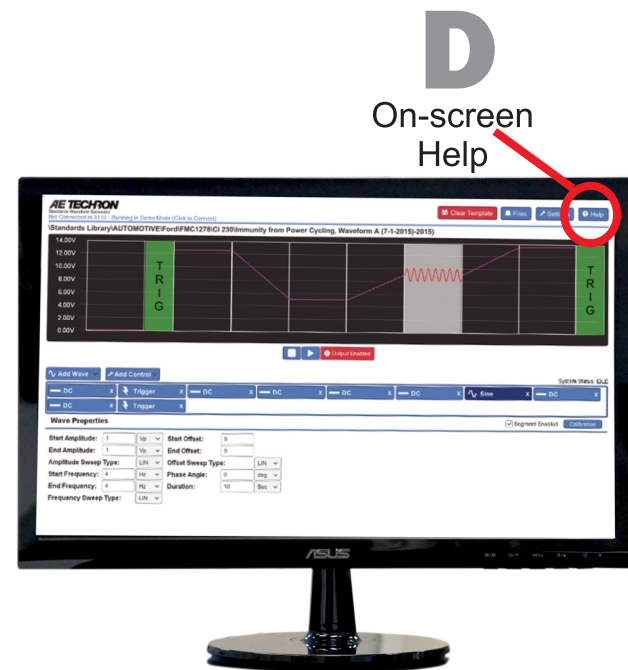 D
On-screen
Help
AE TECHRON
Standards Waveform Generator
Not Connected to 3110 - Running in Demo Mode (Click to Connect)
Clear Template Files Help
\Standards Library\AUTOMOTIVE\Ford\FMC1278\CI 230\Immunity from Power Cycling, Waveform A (7-1-2015)-2015)
14.00V
12.00V
10.00V
8.00V
6.00V
4.00V
2.00V
0.00V
TRIG
TRIG
Output Enabled
Add Wave Add Control
System Status: OLD
DC x Trigger x DC x DC x DC x DC x Sine x DC x
DC x Trigger x
Wave Properties Segment Enabled Calibration
Start Amplitude: 1 Vp Start Offset: 9
End Amplitude: 1 Vp End Offset: 9
Amplitude Sweep Type: LIN Offset Sweep Type: LIN
Start Frequency: 4 Hz Phase Angle: 0 deg
End Frequency: 4 Hz Duration: 10 Sec
Frequency Sweep Type: LIN
ASUS